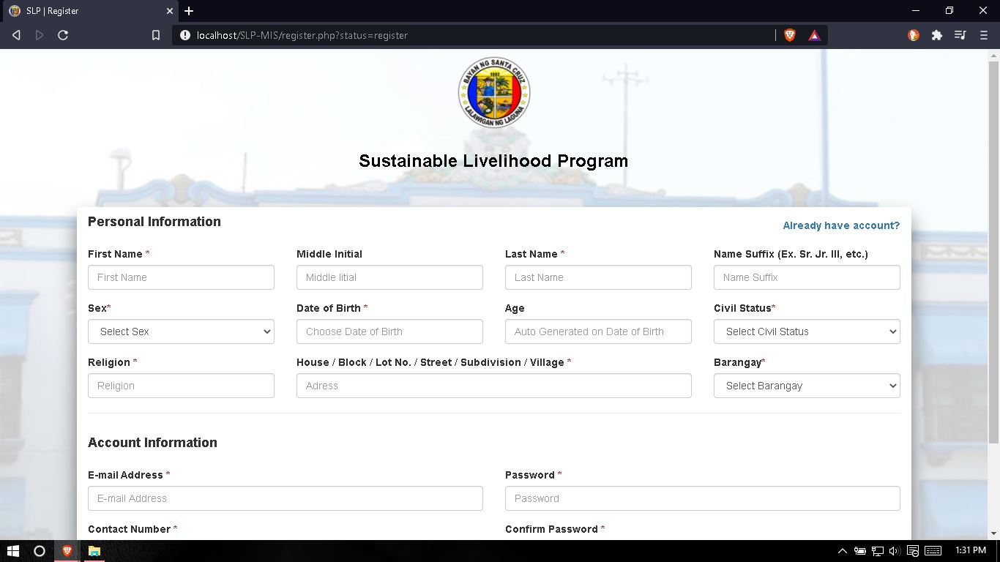 SLP | Register
localhost/SLP-MIS/register.php?status=register
BAYAN NG SANTA CRUZ
1602
LALAWIGAN NG LAGUNA
Sustainable Livelihood Program
Personal Information
Already have account?
First Name *
Middle Initial
Last Name *
Name Suffix (Ex. Sr. Jr. III, etc.)
First Name
Middle Iitial
Last Name
Name Suffix
Sex*
Date of Birth *
Age
Civil Status*
Select Sex
Choose Date of Birth
Auto Generated on Date of Birth
Select Civil Status
Religion *
House / Block / Lot No. / Street / Subdivision / Village *
Barangay*
Religion
Adress
Select Barangay
Account Information
E-mail Address *
Password *
E-mail Address
Password
Contact Number *
Confirm Password *
1:31 PM